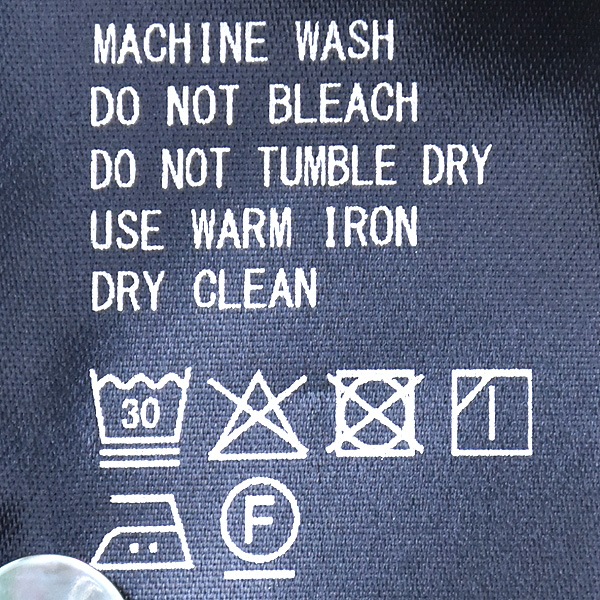 MACHINE WASH
DO NOT BLEACH
DO NOT TUMBLE DRY
USE WARM IRON
DRY CLEAN
30
F